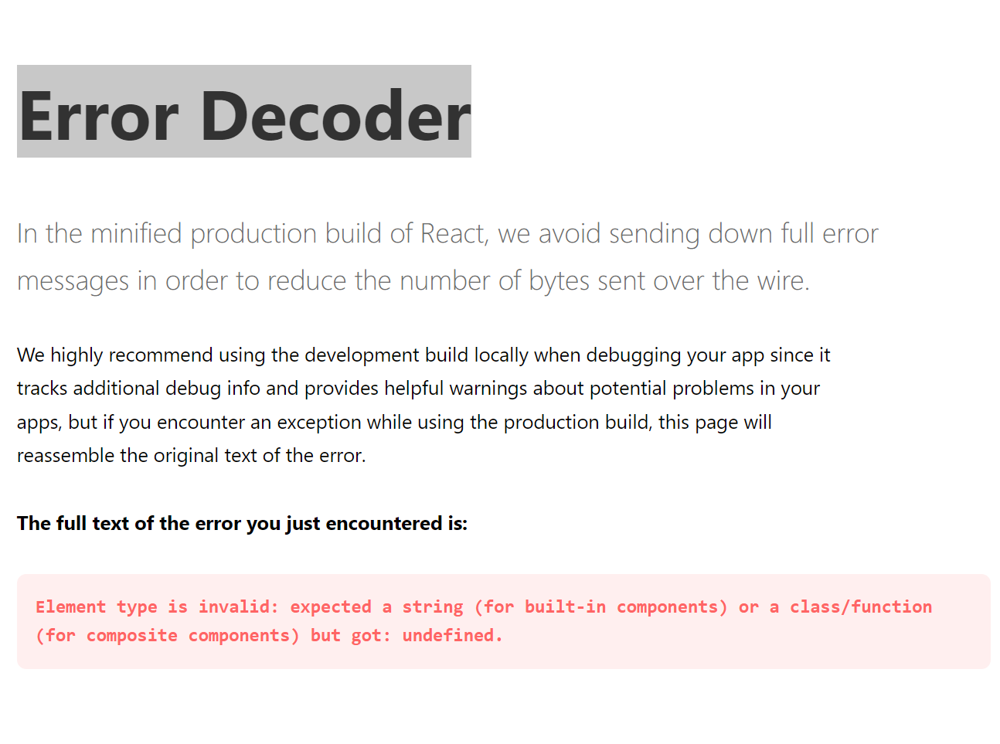 Error Decoder
In the minified production build of React, we avoid sending down full error
messages in order to reduce the number of bytes sent over the wire.
We highly recommend using the development build locally when debugging your app since it
tracks additional debug info and provides helpful warnings about potential problems in your
apps, but if you encounter an exception while using the production build, this page will
reassemble the original text of the error.
The full text of the error you just encountered is:
Element type is invalid: expected a string (for built-in components) or a class/function
(for composite components) but got: undefined.